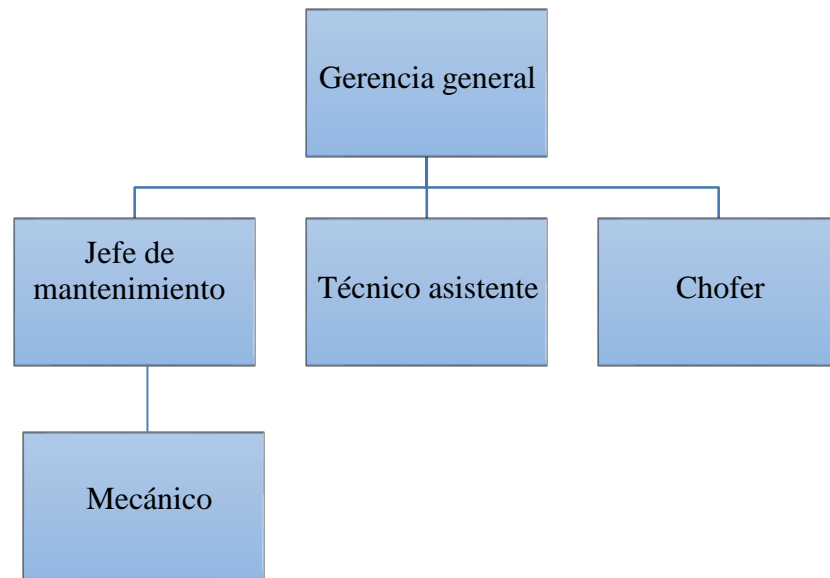 Gerencia general
Jefe de
mantenimiento
Técnico asistente
Chofer
Mecánico